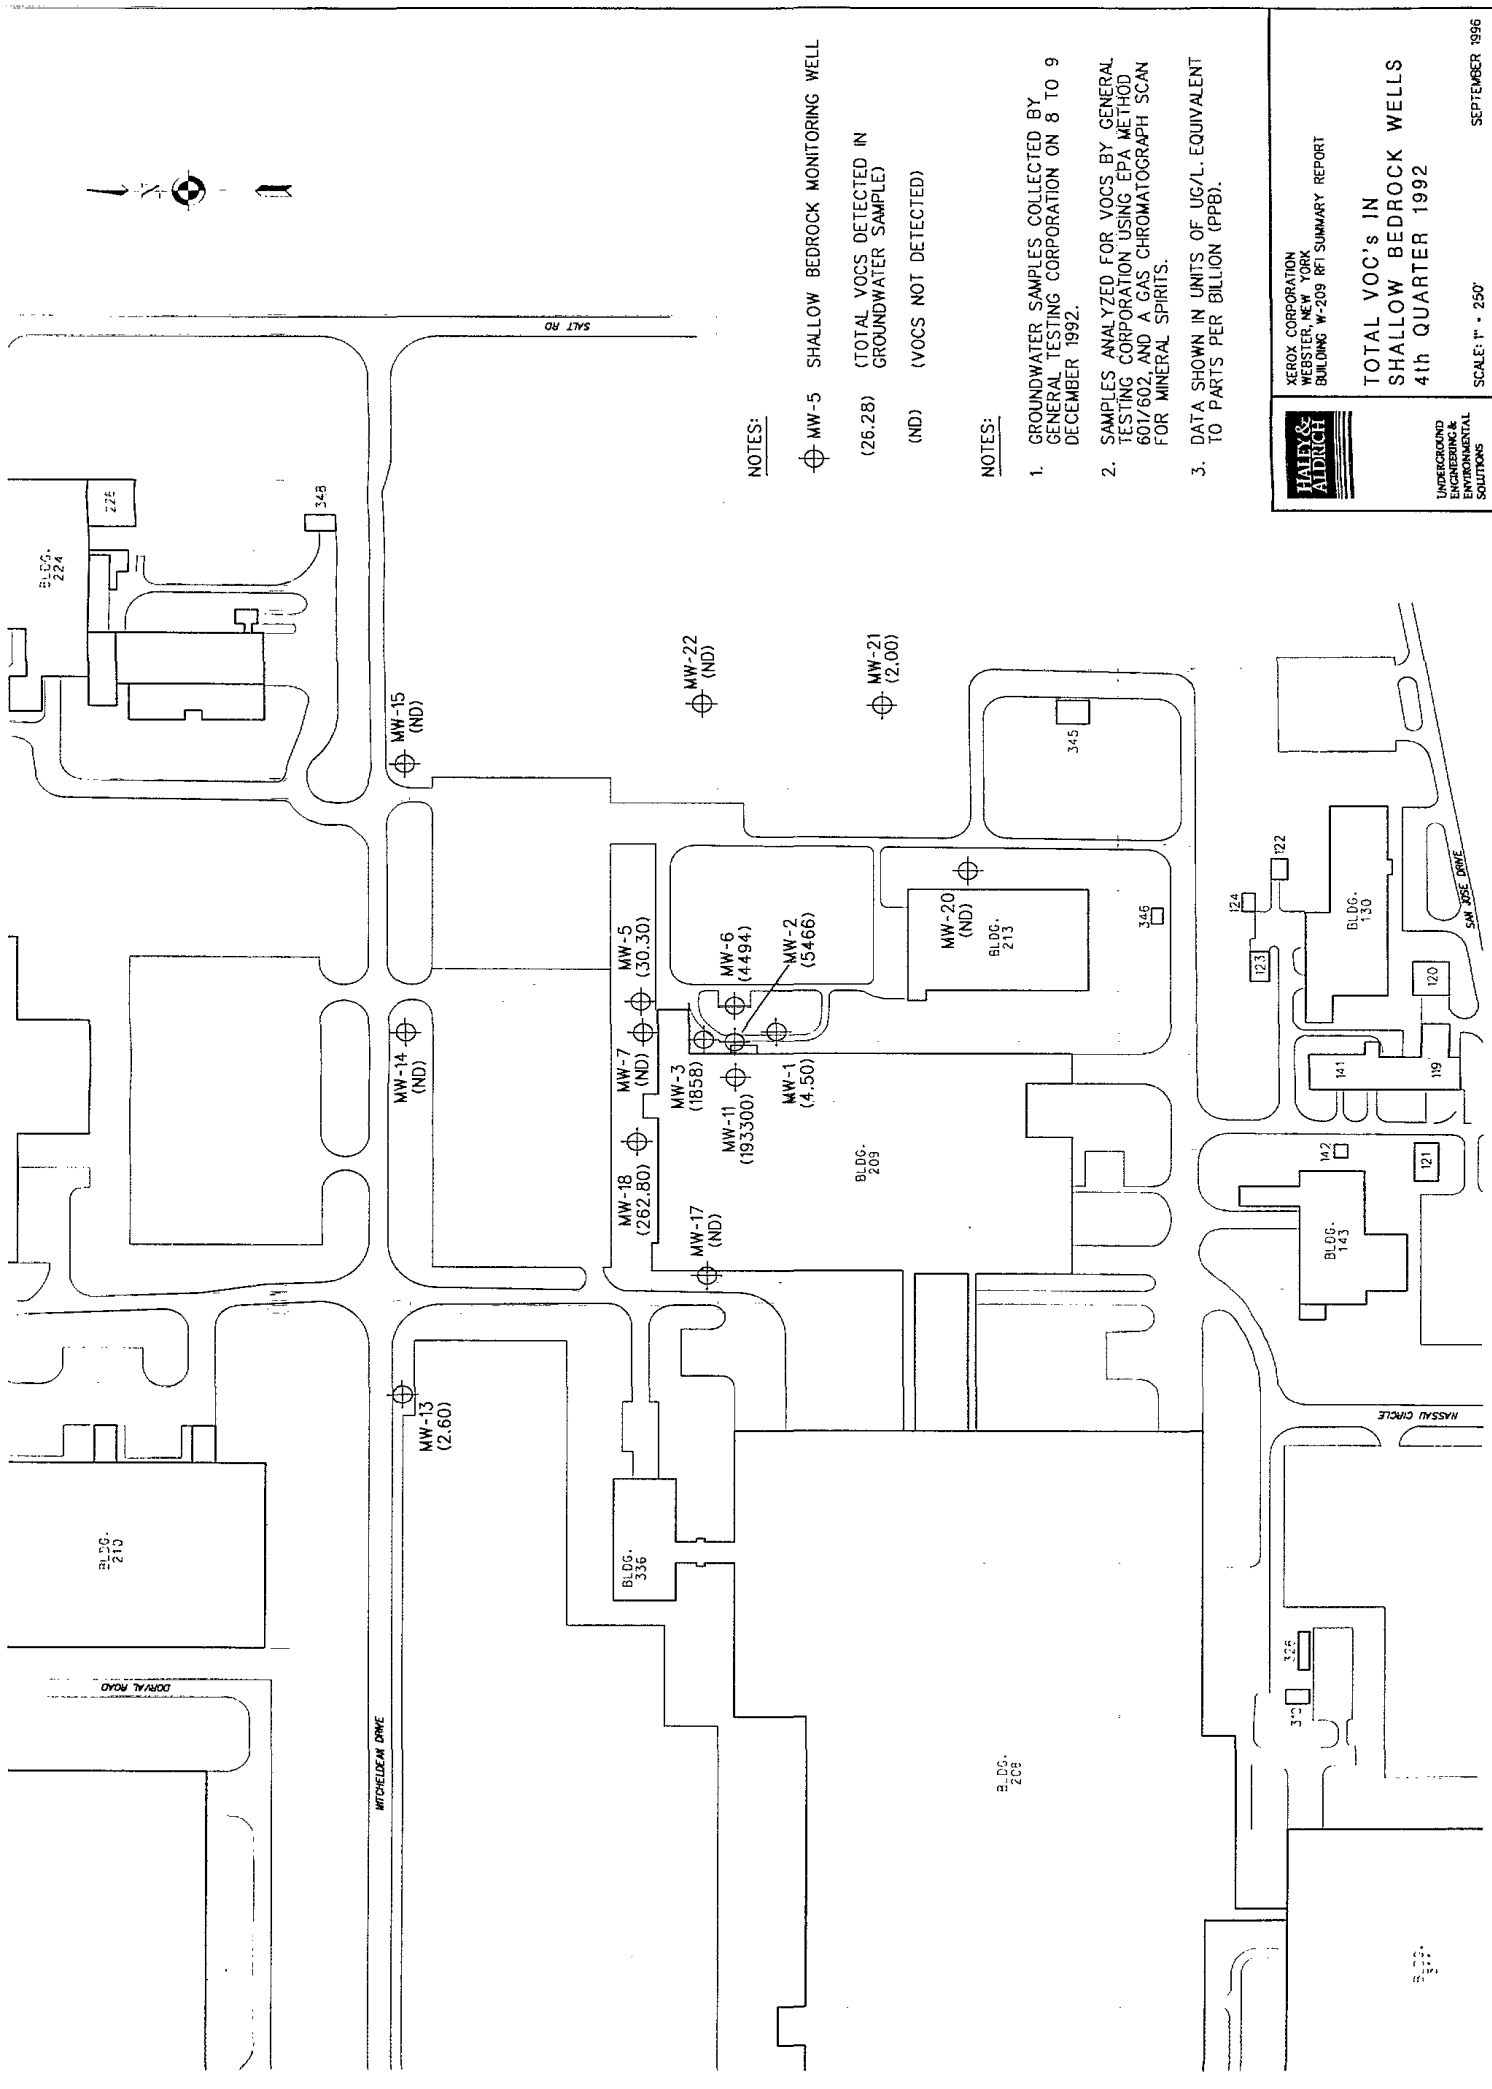 BLDG.
224
225
348
SALT RD
MW-15
(ND)
MW-22
(ND)
MW-21
(2.00)
345
MW-14
(ND)
MW-5
(30.30)
MW-7
(ND)
MW-6
(4494)
MW-2
(5466)
MW-3
(1858)
MW-11
(193300)
MW-1
(4.50)
MW-18
(262.80)
MW-17
(ND)
MW-20
(ND)
BLDG.
213
346
BLDG.
209
122
124
123
BLDG.
130
120
SAN JOSE DRIVE
141
119
142
121
BLDG.
143
NASSAU CIRCLE
MW-13
(2.60)
BLDG.
210
BLDG.
336
DORVAL ROAD
MITCHELDEAN DRIVE
BLDG.
208
326
310
BLDG.
NOTES:
MW-5 SHALLOW BEDROCK MONITORING WELL
(26.28) (TOTAL VOCS DETECTED IN
GROUNDWATER SAMPLE)
(ND) (VOCS NOT DETECTED)
NOTES:
1. GROUNDWATER SAMPLES COLLECTED BY
GENERAL TESTING CORPORATION ON 8 TO 9
DECEMBER 1992.
2. SAMPLES ANALYZED FOR VOCS BY GENERAL
TESTING CORPORATION USING EPA METHOD
601/602, AND A GAS CHROMATOGRAPH SCAN
FOR MINERAL SPIRITS.
3. DATA SHOWN IN UNITS OF UG/L. EQUIVALENT
TO PARTS PER BILLION (PPB).
HALEY &
ALDRICH
UNDERGROUND
ENGINEERING &
ENVIRONMENTAL
SOLUTIONS
XEROX CORPORATION
WEBSTER, NEW YORK
BUILDING W-209 RFI SUMMARY REPORT
TOTAL VOC's IN
SHALLOW BEDROCK WELLS
4th QUARTER 1992
SCALE: 1" = 250'
SEPTEMBER 1996